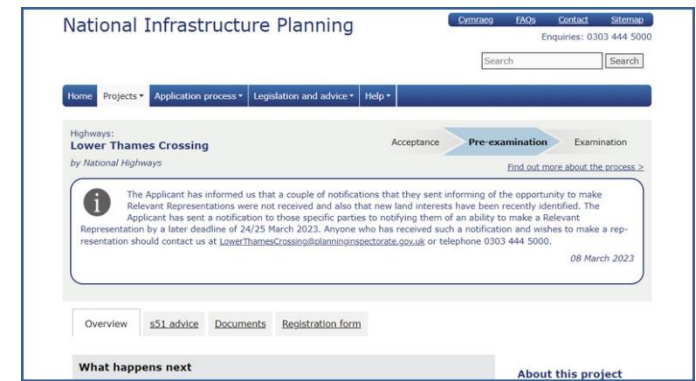 National Infrastructure Planning
Cymraeg FAQs Contact Sitemap
Enquiries: 0303 444 5000
Search Search
Home Projects Application process Legislation and advice Help
Highways:
Lower Thames Crossing
by National Highways
Acceptance Pre-examination Examination
Find out more about the process >
The Applicant has informed us that a couple of notifications that they sent informing of the opportunity to make
Relevant Representations were not received and also that new land interests have been recently identified. The
Applicant has sent a notification to those specific parties to notifying them of an ability to make a Relevant
Representation by a later deadline of 24/25 March 2023. Anyone who has received such a notification and wishes to make a rep-
resentation should contact us at LowerThamesCrossing@planninginspectorate.gov.uk or telephone 0303 444 5000.
08 March 2023
Overview s51 advice Documents Registration form
What happens next
About this project